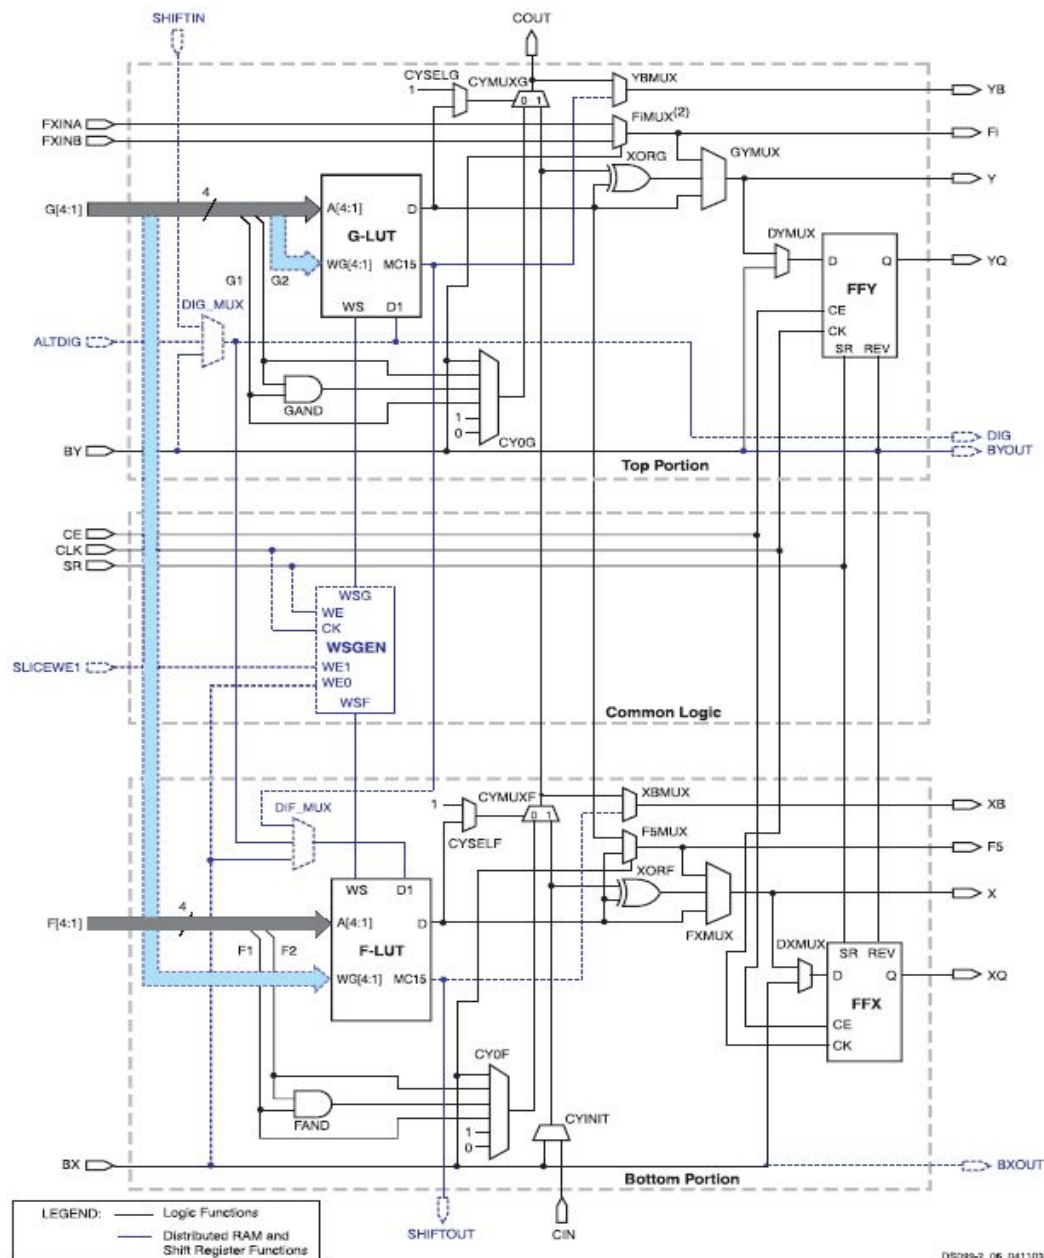 SHIFTIN
COUT
CYSELG
CYMUXG
YBMUX
1
0 1
YB
FXINA
FXINB
FiMUX(2)
Fi
XORG
GYMUX
Y
4
G[4:1]
A[4:1]
D
G-LUT
WG[4:1]
MC15
WS
D1
G1
G2
DYMUX
D
Q
FFY
CE
CK
SR
REV
YQ
DIG_MUX
ALTDIG
GAND
1
0
CY0G
BY
DIG
BYOUT
Top Portion
CE
CLK
SR
WSG
WE
CK
WSGEN
SLICEWE1
WE1
WE0
WSF
Common Logic
DIF_MUX
1
CYMUXF
0 1
CYSELF
XBMUX
XB
F5MUX
F5
XORF
FXMUX
X
4
F[4:1]
WS
D1
A[4:1]
D
F-LUT
WG[4:1]
MC15
F1
F2
DXMUX
SR
REV
D
Q
FFX
CE
CK
XQ
CY0F
FAND
1
0
CYINIT
BX
BXOUT
Bottom Portion
LEGEND:
Logic Functions
Distributed RAM and
Shift Register Functions
SHIFTOUT
CIN
DS099-2_05_041103